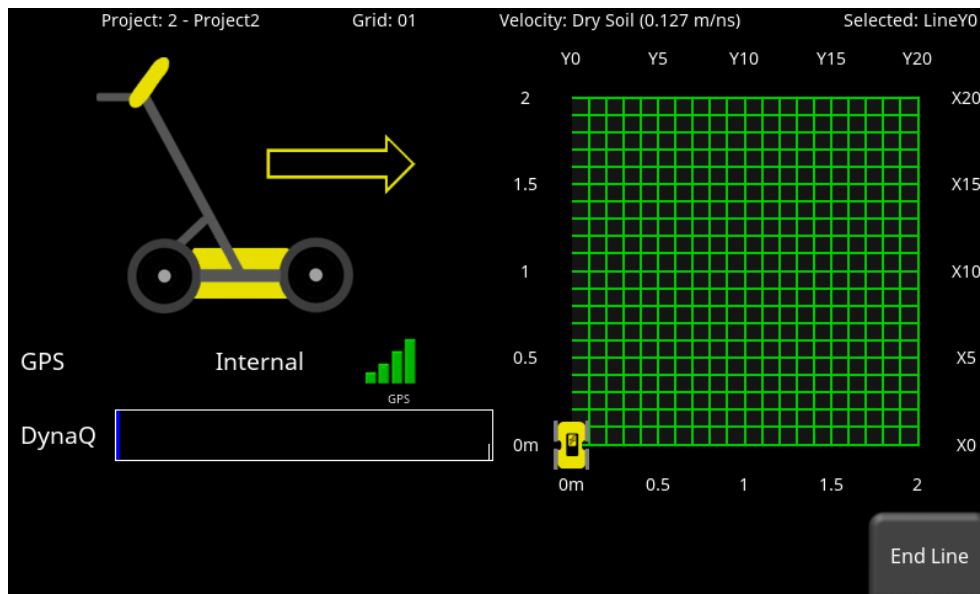 Project: 2 - Project2 Grid: 01 Velocity: Dry Soil (0.127 m/ns) Selected: LineY0
Y0 Y5 Y10 Y15 Y20
2 X20
1.5 X15
1 X10
GPS Internal
GPS
0.5 X5
DynaQ
0m X0
0m 0.5 1 1.5 2
End Line